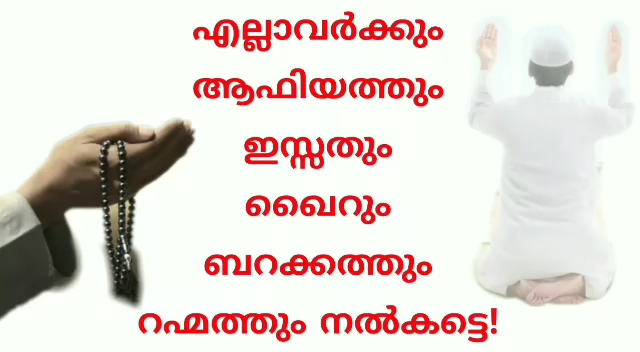 എല്ലാവർക്കും
ആഫിയത്തും
ഇസ്സതും
ഖൈറും
ബറക്കത്തും
റഹ്മത്തും നൽകട്ടെ!